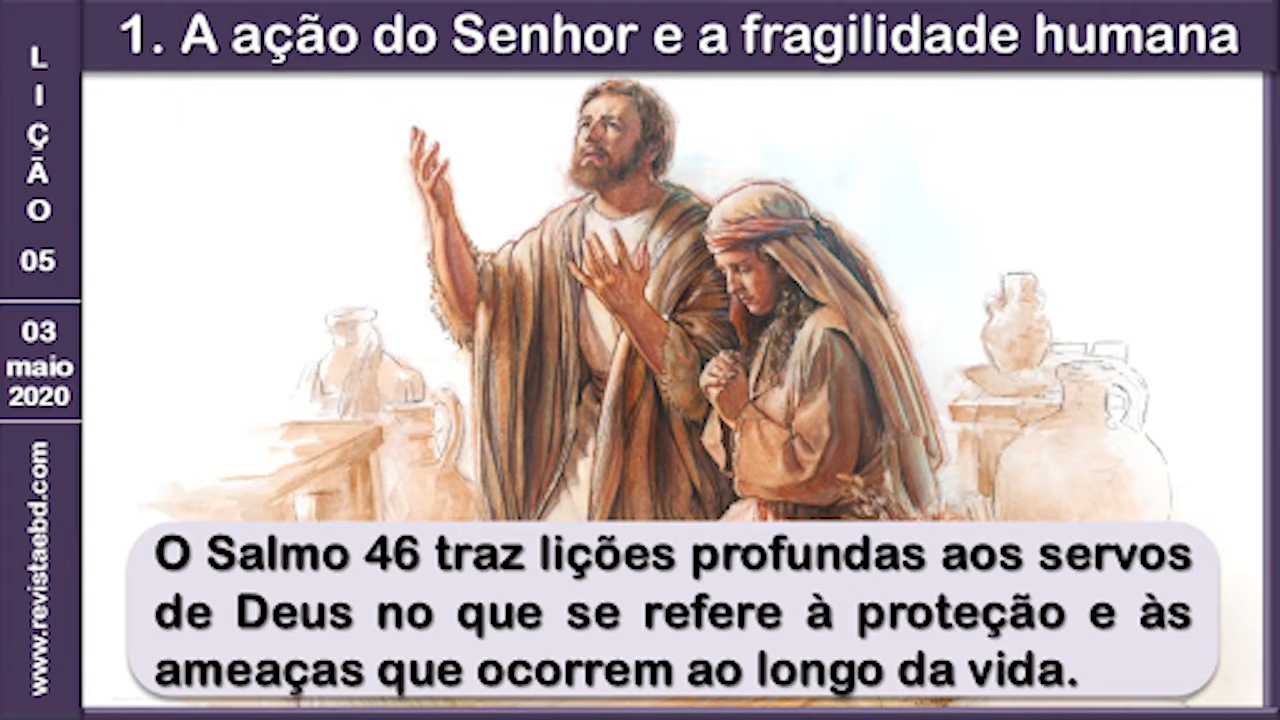 1. A ação do Senhor e a fragilidade humana
LIÇÃO
05
03
maio
2020
www.revistaebd.com
O Salmo 46 traz lições profundas aos servos
de Deus no que se refere à proteção e às
ameaças que ocorrem ao longo da vida.